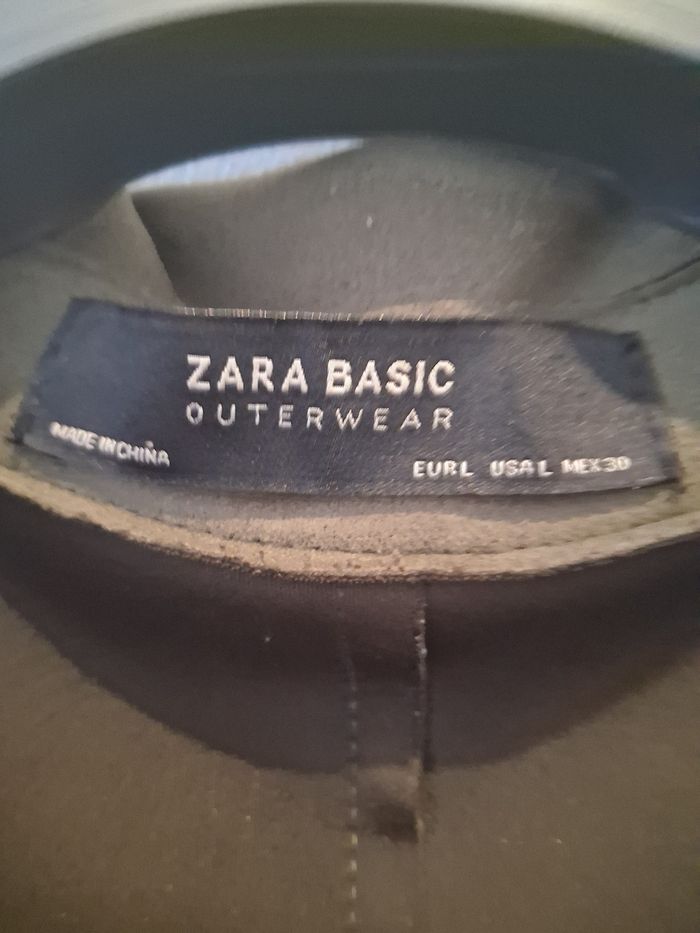 ZARA BASIC
OUTERWEAR
MADE IN CHINA
EUR L USA L MEX 30